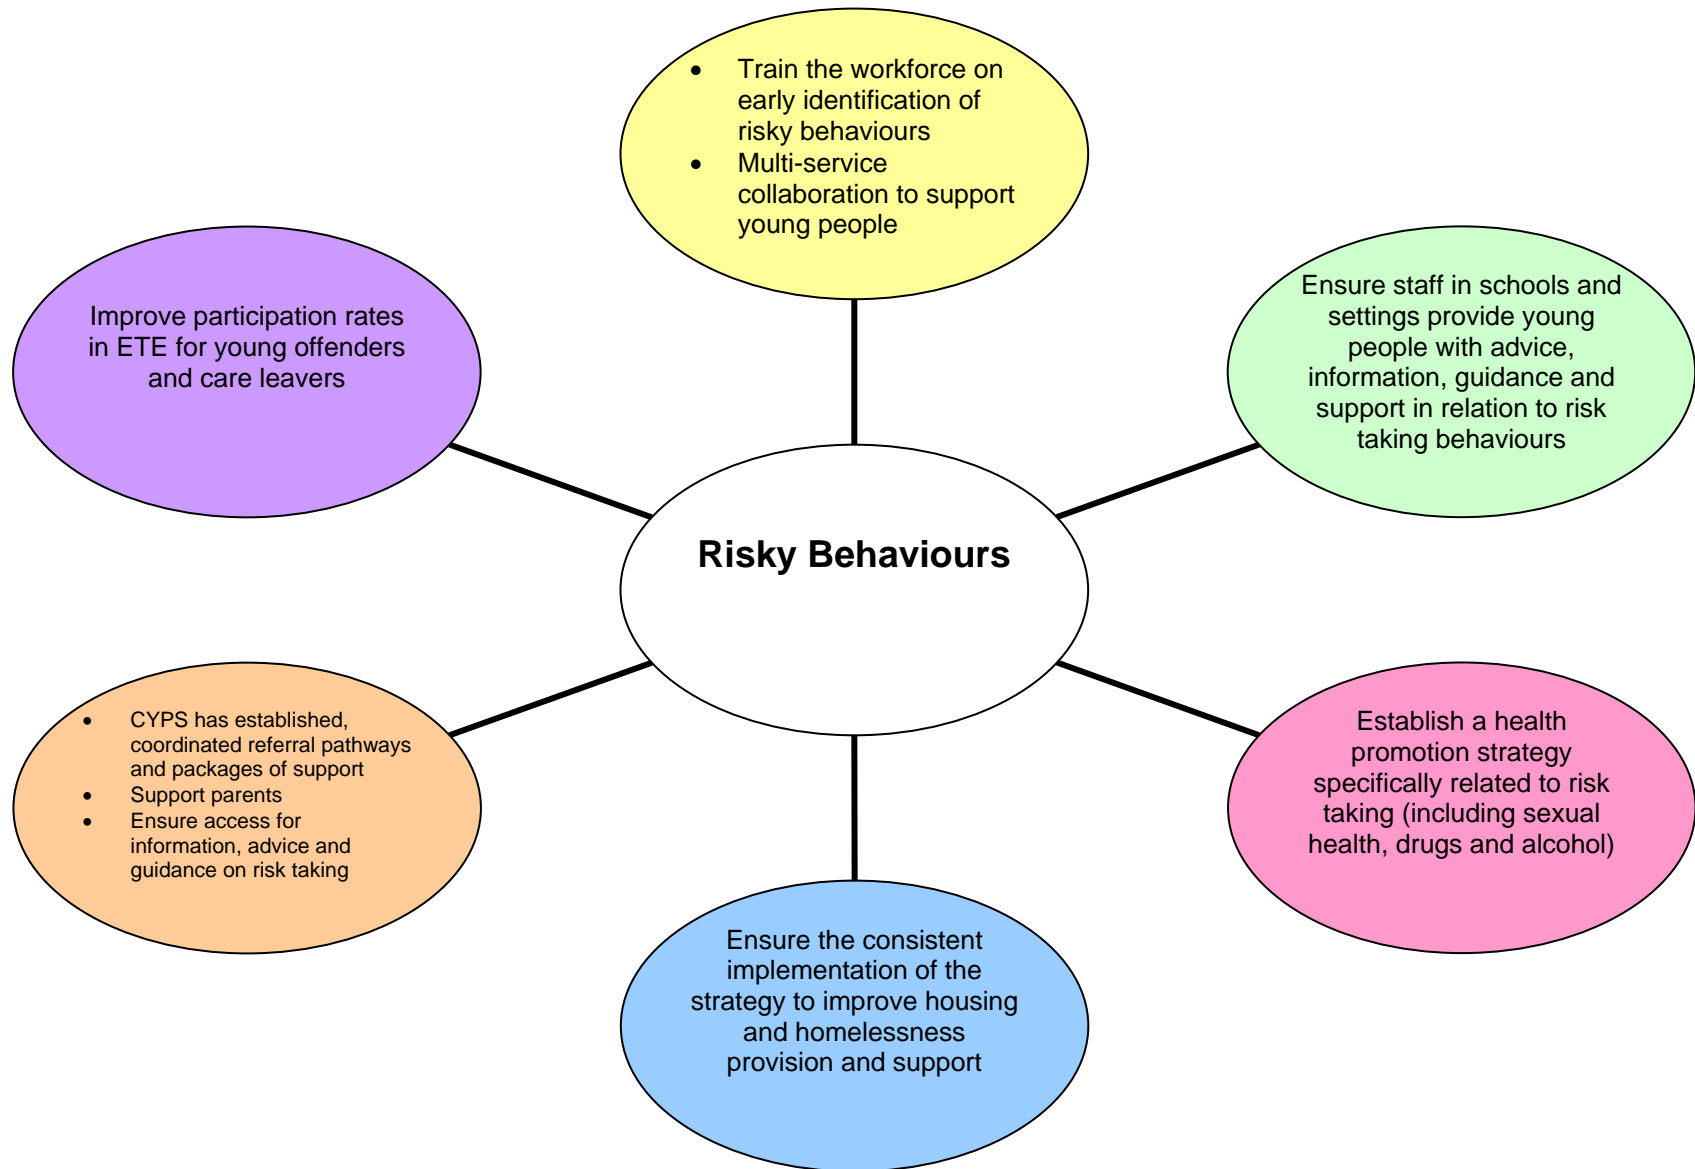 • Train the workforce on
early identification of
risky behaviours
• Multi-service
collaboration to support
young people
Improve participation rates
in ETE for young offenders
and care leavers
Ensure staff in schools and
settings provide young
people with advice,
information, guidance and
support in relation to risk
taking behaviours
Risky Behaviours
• CYPS has established,
coordinated referral pathways
and packages of support
• Support parents
• Ensure access for
information, advice and
guidance on risk taking
Establish a health
promotion strategy
specifically related to risk
taking (including sexual
health, drugs and alcohol)
Ensure the consistent
implementation of the
strategy to improve housing
and homelessness
provision and support